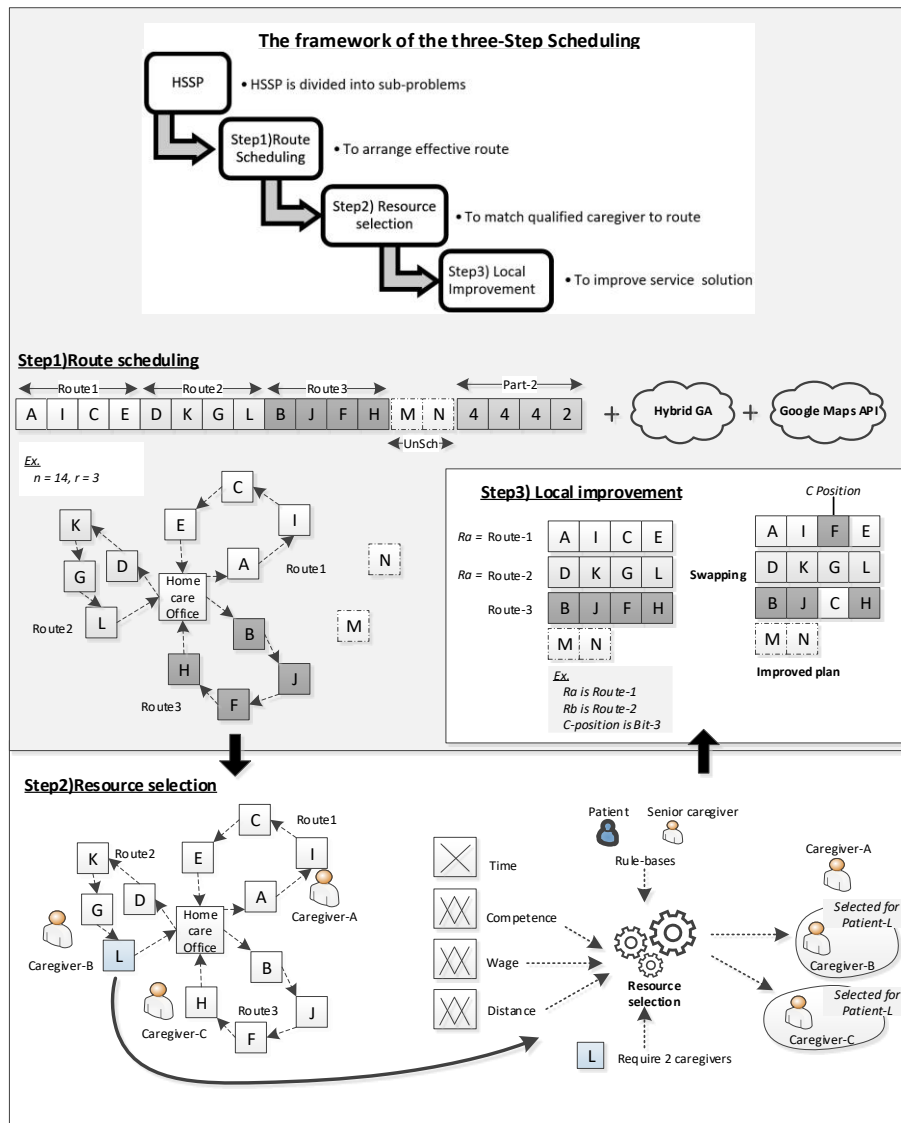 The framework of the three-Step Scheduling
HSSP
• HSSP is divided into sub-problems
Step1)Route
Scheduling
• To arrange effective route
Step2) Resource
selection
• To match qualified caregiver to route
Step3) Local
Improvement
• To improve service solution
Step1)Route scheduling
Route1 Route2 Route3 Part-2
A I C E D K G L B J F H M N 4 4 4 2 + Hybrid GA + Google Maps API
UnSch
Ex.
n = 14, r = 3
C
K
E
I
D
A
G
Route1
N
Home
care
Office
L
Route2
M
B
H
J
F
Route3
Step3) Local improvement
C Position
Ra = Route-1
A I C E
A I F E
Ra = Route-2
D K G L
Swapping
D K G L
Route-3
B J F H
B J C H
M N
M N
Improved plan
Ex.
Ra is Route-1
Rb is Route-2
C-position is Bit-3
Step2)Resource selection
C
Route1
K
Route2
E
I
D
A
G
Caregiver-A
Home
care
Office
L
Caregiver-B
B
H
J
Route3
Caregiver-C
F
Patient
Senior caregiver
Rule-bases
Time
Competence
Wage
Distance
Resource
selection
L Require 2 caregivers
Caregiver-A
Selected for
Patient-L
Caregiver-B
Selected for
Patient-L
Caregiver-C